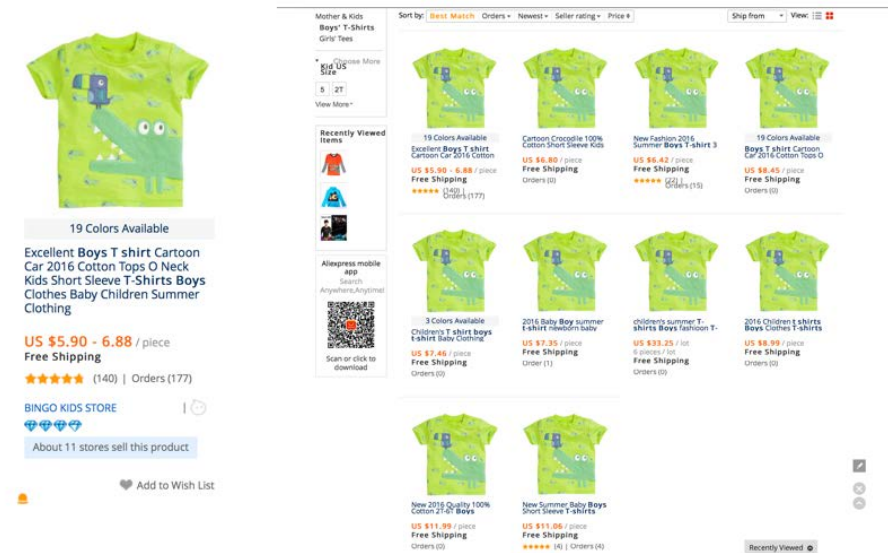 19 Colors Available
Excellent Boys T shirt Cartoon
Car 2016 Cotton Tops O Neck
Kids Short Sleeve T-Shirts Boys
Clothes Baby Children Summer
Clothing
US $5.90 - 6.88 / piece
Free Shipping
(140) | Orders (177)
BINGO KIDS STORE
About 11 stores sell this product
Add to Wish List
Mother & Kids
Boys' T-Shirts
Girls' Tees
Choose More
Kid US
Size
5 2T
View More
Recently Viewed
Items
Aliexpress mobile
app
Search
Anywhere,Anytime!
Scan or click to
download
Sort by: Best Match Orders Newest Seller rating Price Ship from View:
19 Colors Available
Excellent Boys T shirt
Cartoon Car 2016 Cotton
US $5.90 - 6.88 / piece
Free Shipping
(140) |
Orders (177)
Cartoon Crocodile 100%
Cotton Short Sleeve Kids
US $6.80 / piece
Free Shipping
Orders (0)
New Fashion 2016
Summer Boys T-shirt 3
US $6.42 / piece
Free Shipping
(22) |
Orders (15)
19 Colors Available
Boys T shirt Cartoon
Car 2016 Cotton Tops O
US $8.45 / piece
Free Shipping
Orders (0)
3 Colors Available
Children's T shirt boys
t-shirt Baby Clothing
US $7.46 / piece
Free Shipping
Orders (0)
2016 Baby Boy summer
t-shirt newborn baby
US $7.35 / piece
Free Shipping
Order (1)
children's summer T-
shirts Boys fashioon T-
US $33.25 / lot
6 pieces / lot
Free Shipping
Orders (0)
2016 Children t shirts
Boys Clothes T-shirts
US $8.99 / piece
Free Shipping
Orders (0)
New 2016 Quality 100%
Cotton 2T-6T Boys
US $11.99 / piece
Free Shipping
Orders (0)
New Summer Baby Boys
Short Sleeve T-shirts
US $11.06 / piece
Free Shipping
(4) | Orders (4)
Recently Viewed